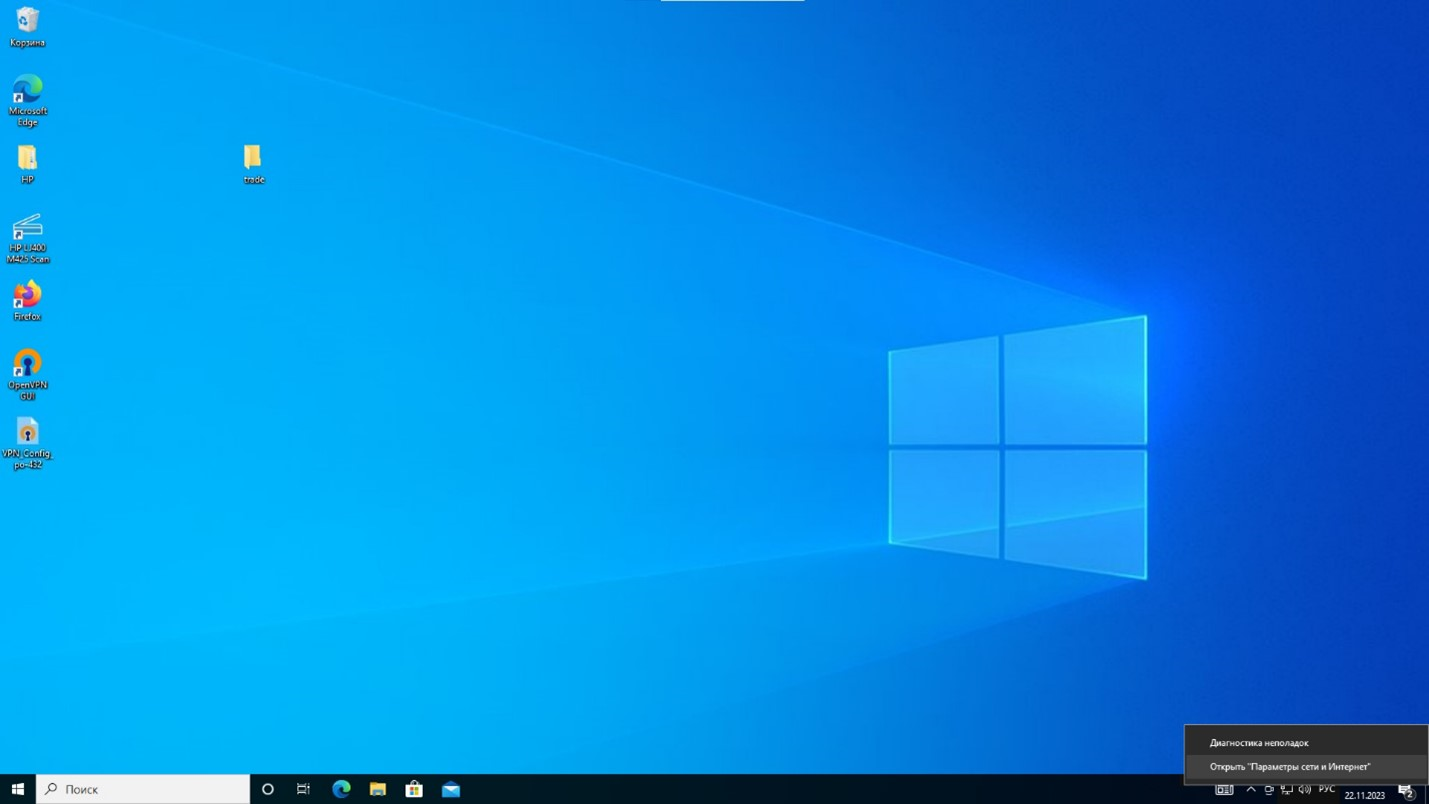 Корзина
Microsoft
Edge
HP
trade
HP LJ400
M425 Scan
Firefox
OpenVPN
GUI
VPN_Config_
po-432
Диагностика неполадок
Открыть "Параметры сети и Интернет"
Поиск
РУС
22.11.2023
2